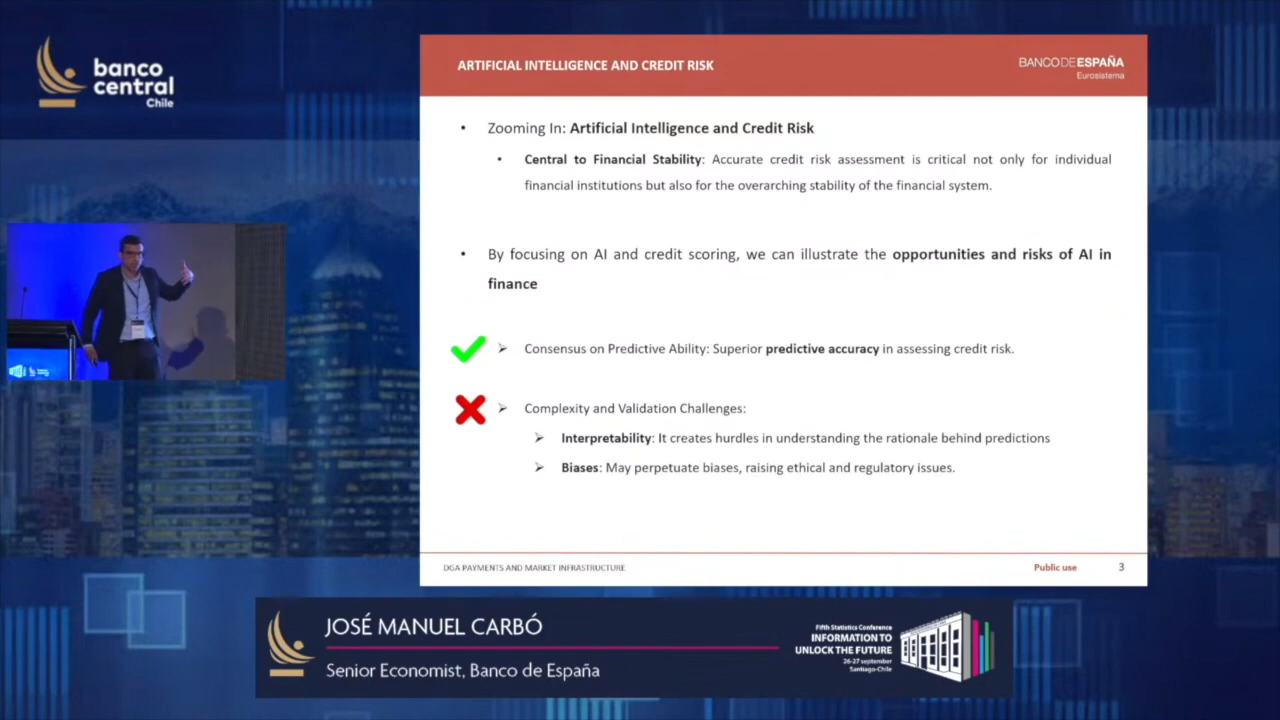 banco
central
Chile
ARTIFICIAL INTELLIGENCE AND CREDIT RISK
BANCODEESPAÑA
Eurosistema
• Zooming In: Artificial Intelligence and Credit Risk
• Central to Financial Stability: Accurate credit risk assessment is critical not only for individual
financial institutions but also for the overarching stability of the financial system.
• By focusing on AI and credit scoring, we can illustrate the opportunities and risks of AI in
finance
Consensus on Predictive Ability: Superior predictive accuracy in assessing credit risk.
Complexity and Validation Challenges:
Interpretability: It creates hurdles in understanding the rationale behind predictions
Biases: May perpetuate biases, raising ethical and regulatory issues.
DGA PAYMENTS AND MARKET INFRASTRUCTURE
Public use
3
JOSÉ MANUEL CARBÓ
Senior Economist, Banco de España
Fifth Statistics Conference
INFORMATION TO
UNLOCK THE FUTURE
26-27 september
Santiago-Chile